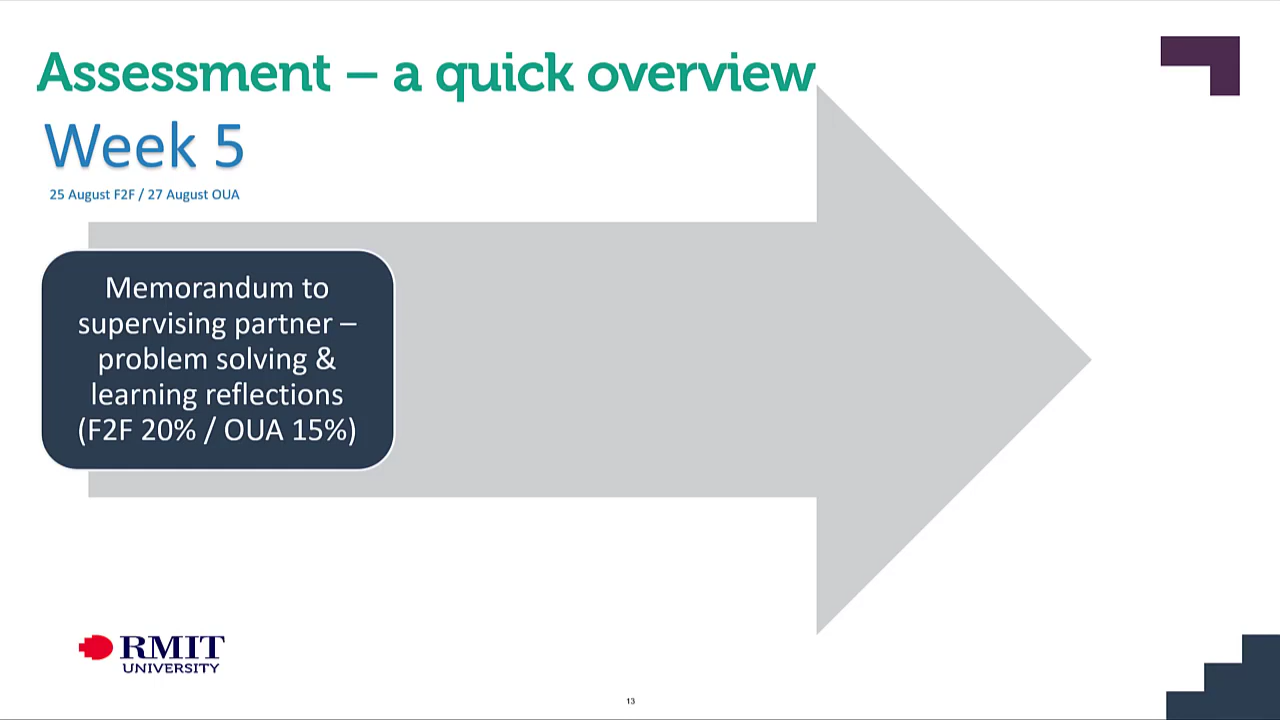 Assessment – a quick overview
Week 5
25 August F2F / 27 August OUA
Memorandum to
supervising partner –
problem solving &
learning reflections
(F2F 20% / OUA 15%)
RMIT
UNIVERSITY
13